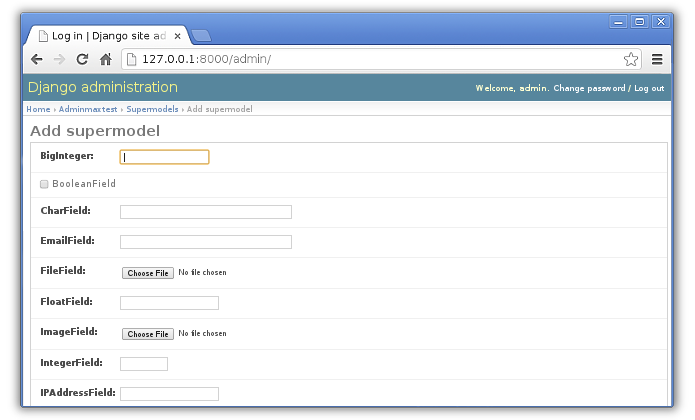 Log in | Django site ad
127.0.0.1:8000/admin/
Django administration
Welcome, admin. Change password / Log out
Home › Adminmaxtest › Supermodels › Add supermodel
Add supermodel
BigInteger:
BooleanField
CharField:
EmailField:
FileField: Choose File No file chosen
FloatField:
ImageField: Choose File No file chosen
IntegerField:
IPAddressField: